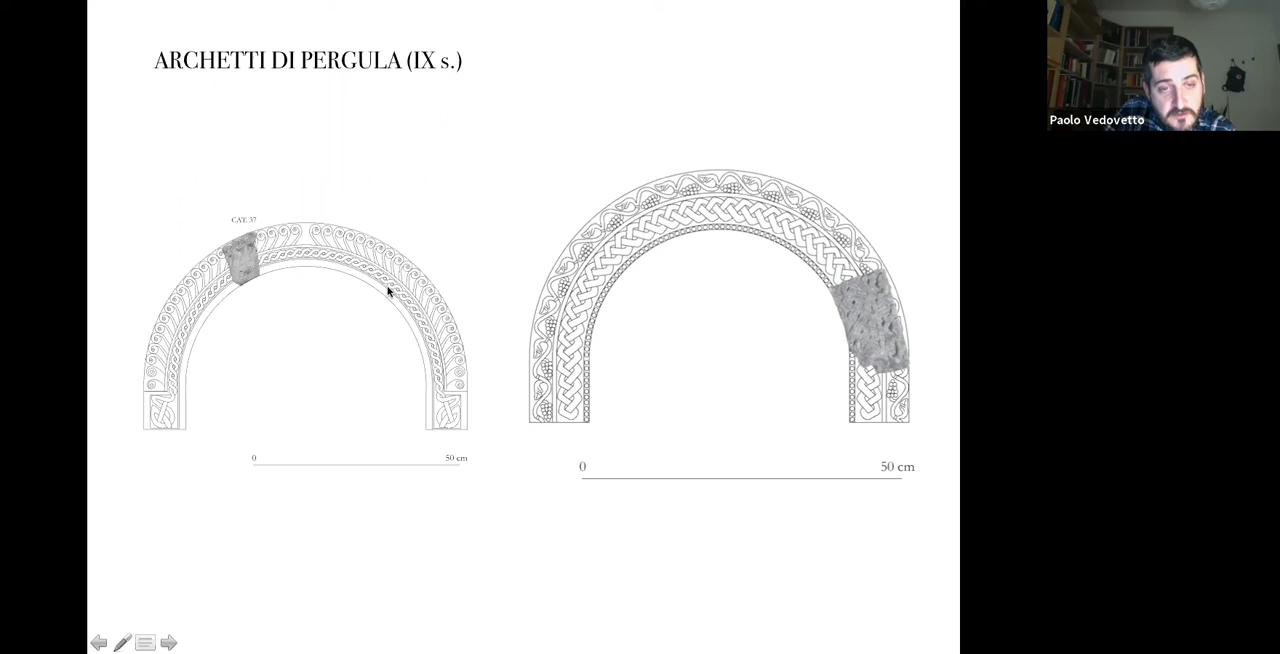 ARCHETTI DI PERGULA (IX s.)
Paolo Vedovetto
CAT. 37
0 50 cm
0 50 cm